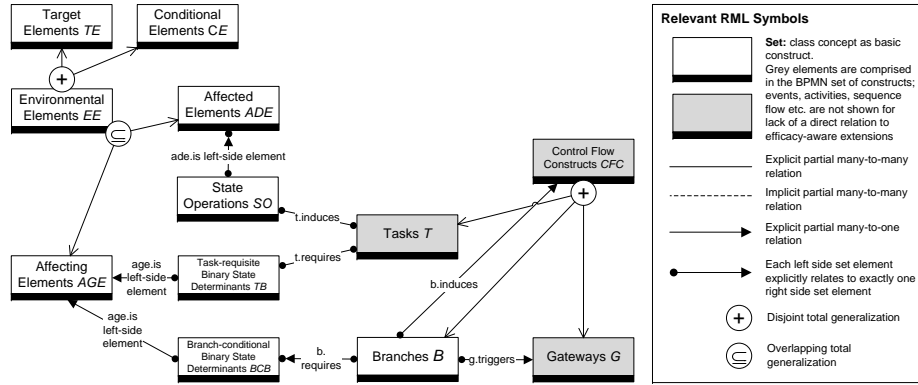 Target
Elements TE
Conditional
Elements CE
Environmental
Elements EE
Affected
Elements ADE
ade.is left-side element
State
Operations SO
t.induces
Control Flow
Constructs CFC
Tasks T
t.requires
Affecting
Elements AGE
age.is
left-side
element
Task-requisite
Binary State
Determinants TB
b.induces
age.is
left-side
element
Branch-conditional
Binary State
Determinants BCB
b.
requires
Branches B
g.triggers
Gateways G
Relevant RML Symbols
Set: class concept as basic
construct.
Grey elements are comprised
in the BPMN set of constructs;
events, activities, sequence
flow etc. are not shown for
lack of a direct relation to
efficacy-aware extensions
Explicit partial many-to-many
relation
Implicit partial many-to-many
relation
Explicit partial many-to-one
relation
Each left side set element
explicitly relates to exactly one
right side set element
Disjoint total generalization
Overlapping total
generalization